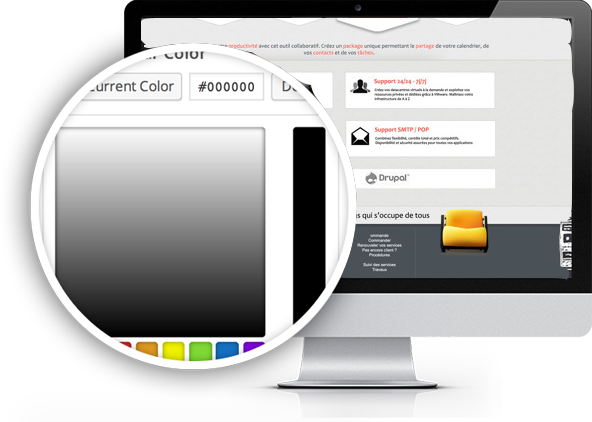 Color
Current Color
#000000
productivité avec cet outil collaboratif. Créez un package unique permettant le partage de votre calendrier, de
vos contacts et de vos tâches.
Support 24/24 - 7j/7j
Créez vos datacentres virtuels à la demande et exploitez vos
ressources privées et dédiées grâce à VMware. Maîtrisez votre
infrastructure de A à Z
Support SMTP / POP
Combinez flexibilité, contrôle total et prix compétitifs.
Disponibilité et sécurité assurées pour toutes vos applications
Drupal™
qui s'occupe de tous
ommande
Commander
Renouveler vos services
Pas encore client ?
Procédures
Suivi des services
Travaux